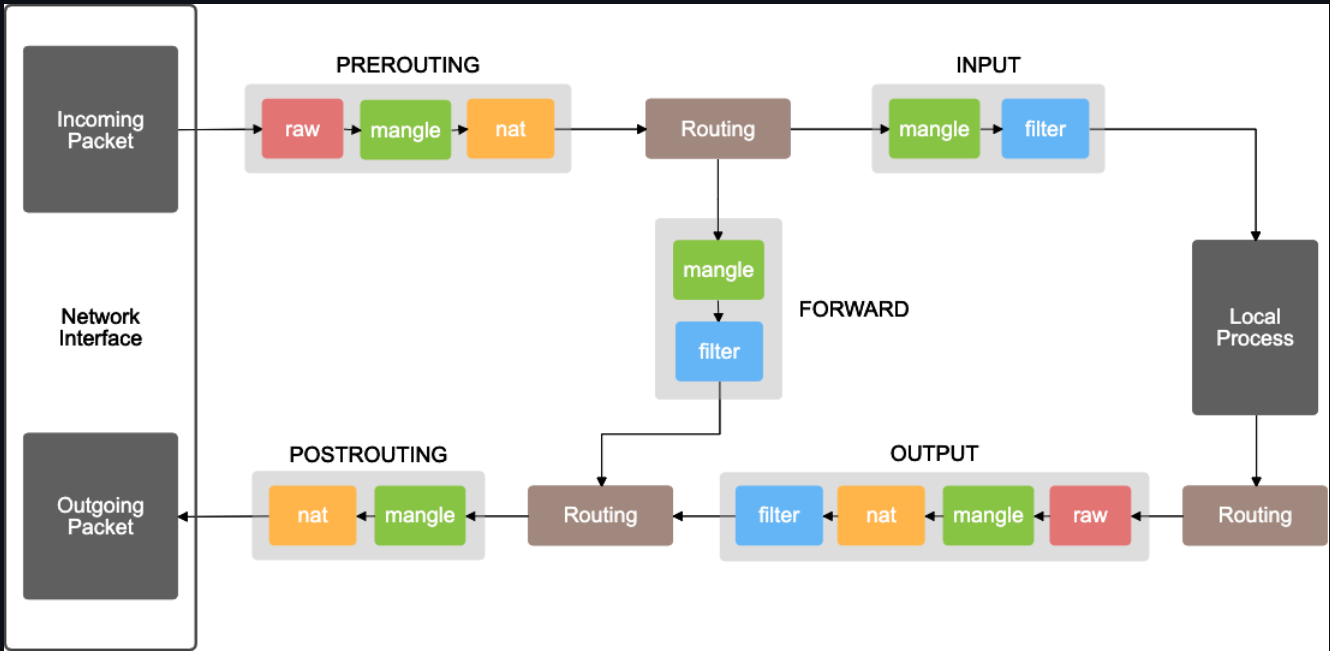 PREROUTING
INPUT
Incoming
Packet
raw
mangle
nat
Routing
mangle
filter
mangle
filter
FORWARD
Network
Interface
Local
Process
POSTROUTING
OUTPUT
Outgoing
Packet
nat
mangle
Routing
filter
nat
mangle
raw
Routing